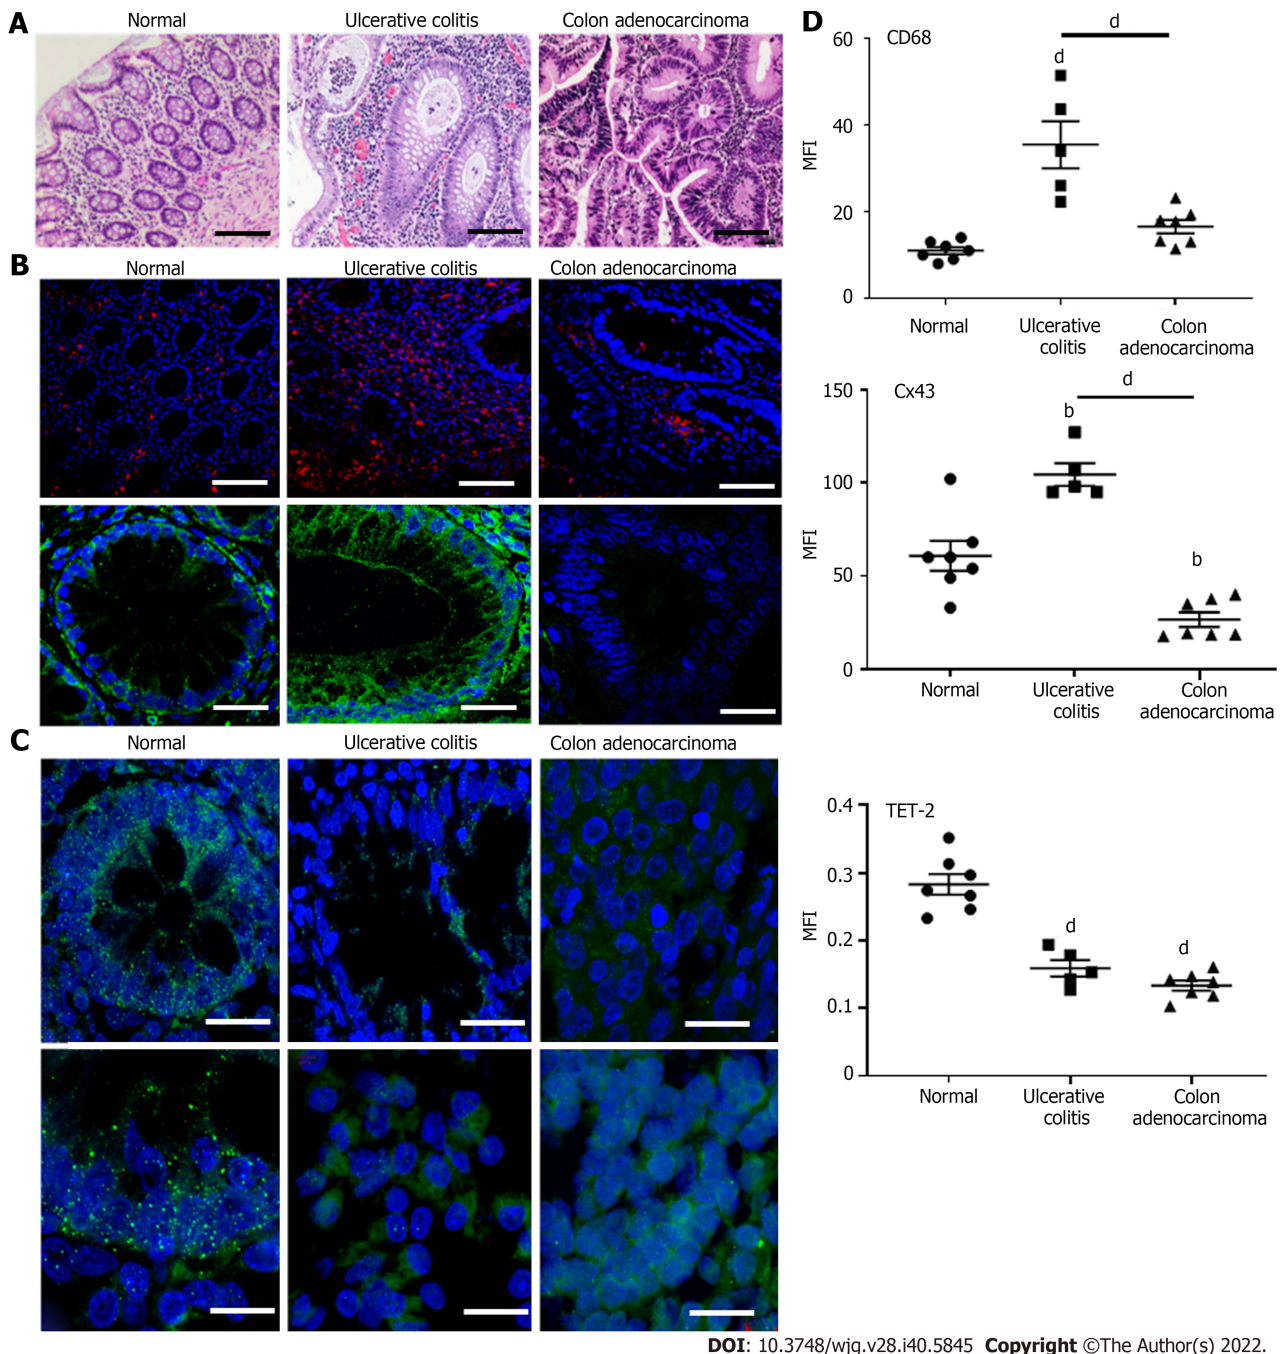 A
Normal
Ulcerative colitis
Colon adenocarcinoma
B
Normal
Ulcerative colitis
Colon adenocarcinoma
C
Normal
Ulcerative colitis
Colon adenocarcinoma
D
CD68
d
d
60
40
20
0
MFI
Normal
Ulcerative
colitis
Colon
adenocarcinoma
Cx43
d
b
b
150
100
50
0
MFI
Normal
Ulcerative
colitis
Colon
adenocarcinoma
TET-2
d
d
0.4
0.3
0.2
0.1
0
MFI
Normal
Ulcerative
colitis
Colon
adenocarcinoma
DOI: 10.3748/wjg.v28.i40.5845 Copyright ©The Author(s) 2022.